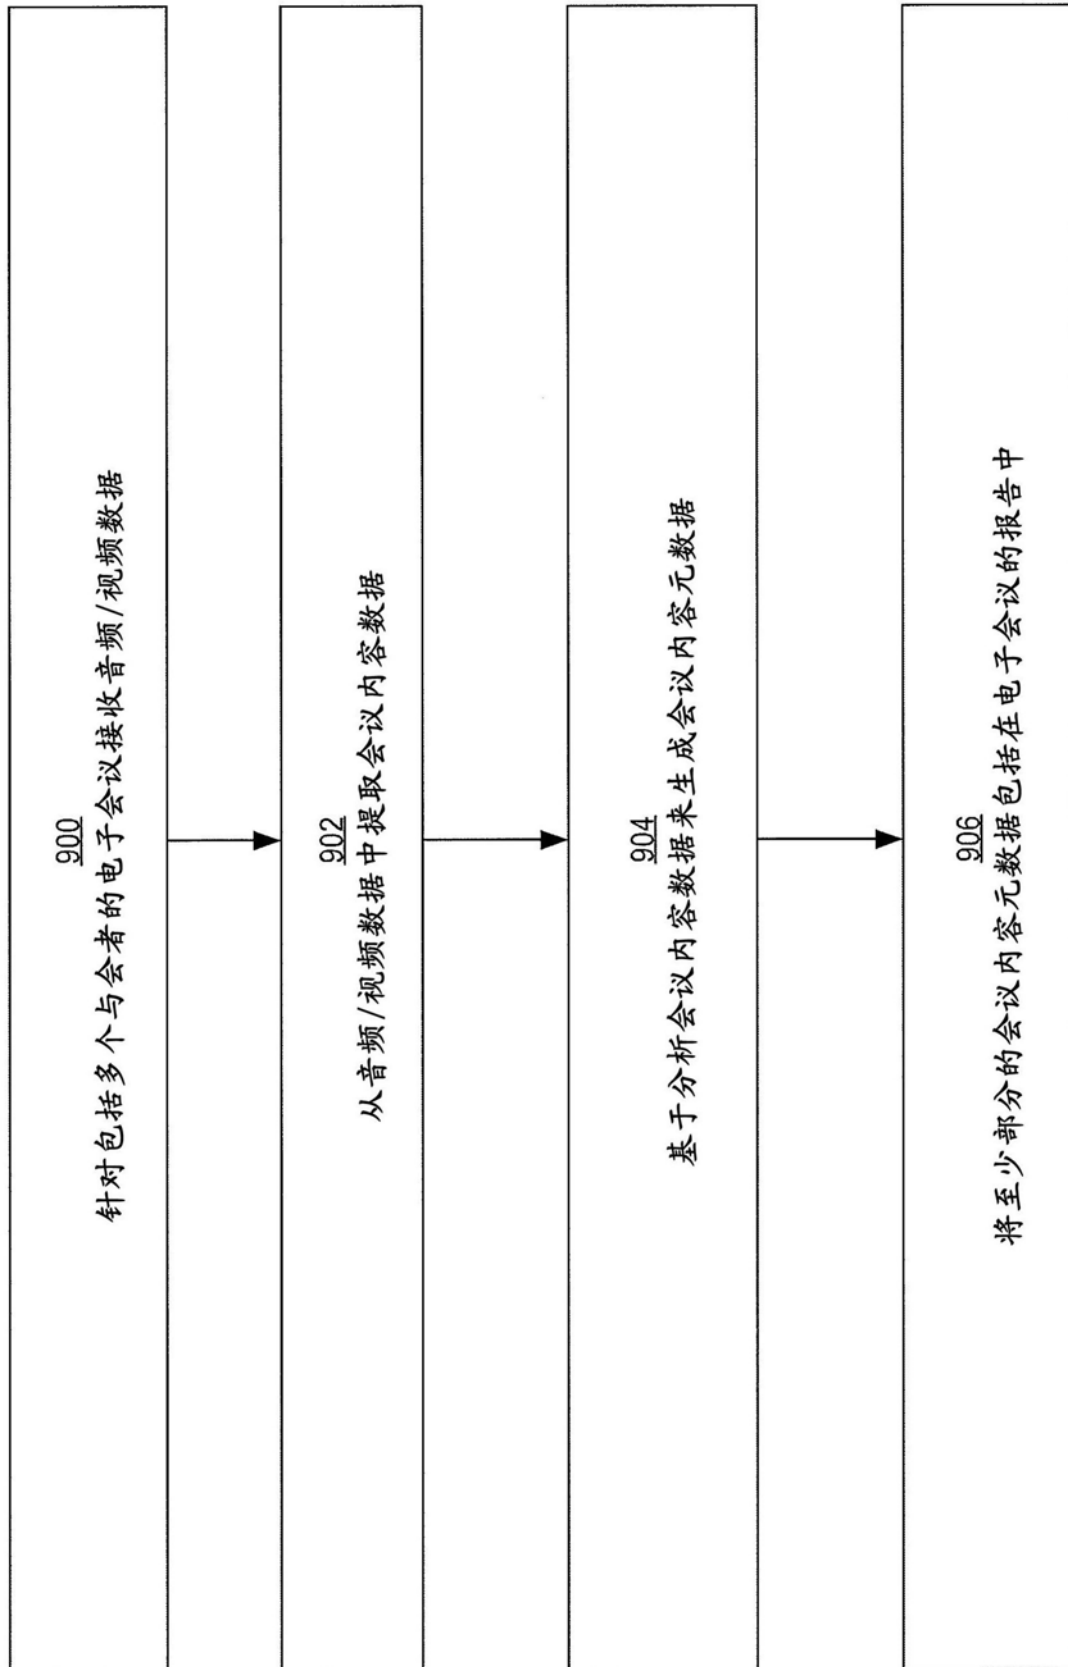 900
针对包括多个与会者的电子会议接收音频/视频数据
902
从音频/视频数据中提取会议内容数据
904
基于分析会议内容数据来生成会议内容元数据
906
将至少部分的会议内容元数据包括在电子会议的报告中